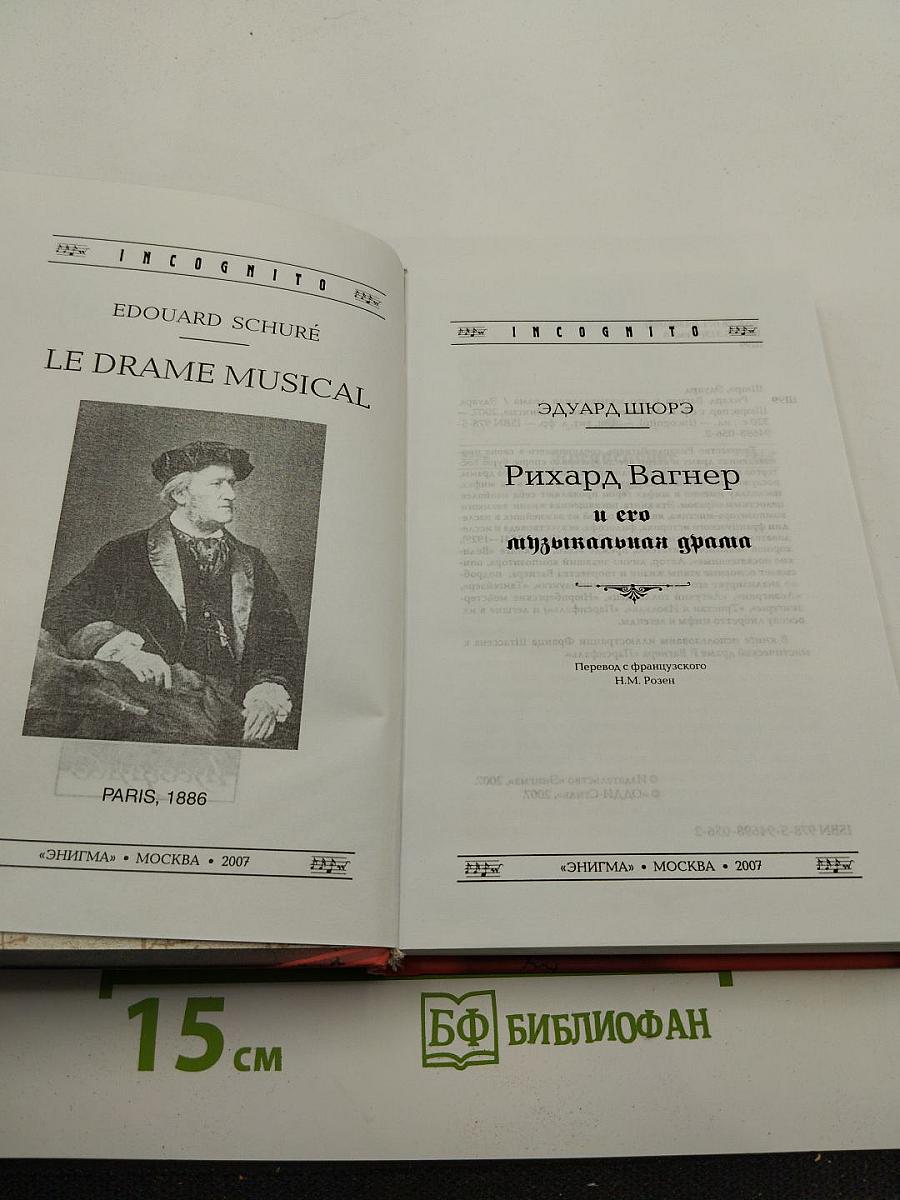 INCOGNITO
EDOUARD SCHURÉ
LE DRAME MUSICAL
PARIS, 1886
«ЭНИГМА» • МОСКВА • 2007
INCOGNITO
ЭДУАРД ШЮРЭ
Рихард Вагнер
и его
музыкальная драма
Перевод с французского
Н.М. Розен
«ЭНИГМА» • МОСКВА • 2007
15 см
БФ БИБЛИОФАН